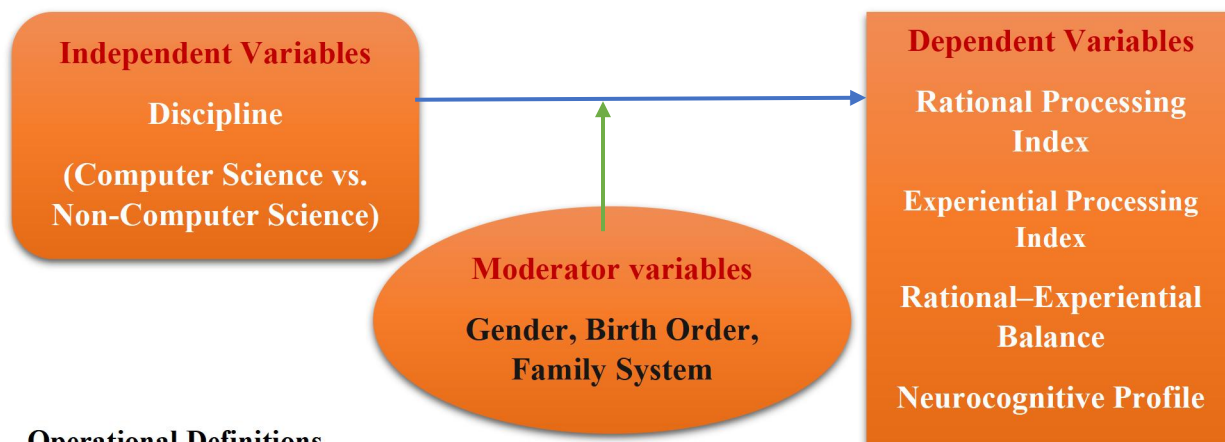 Independent Variables
Discipline
(Computer Science vs.
Non-Computer Science)
Moderator variables
Gender, Birth Order,
Family System
Dependent Variables
Rational Processing
Index
Experiential Processing
Index
Rational–Experiential
Balance
Neurocognitive Profile
Operational Definitions